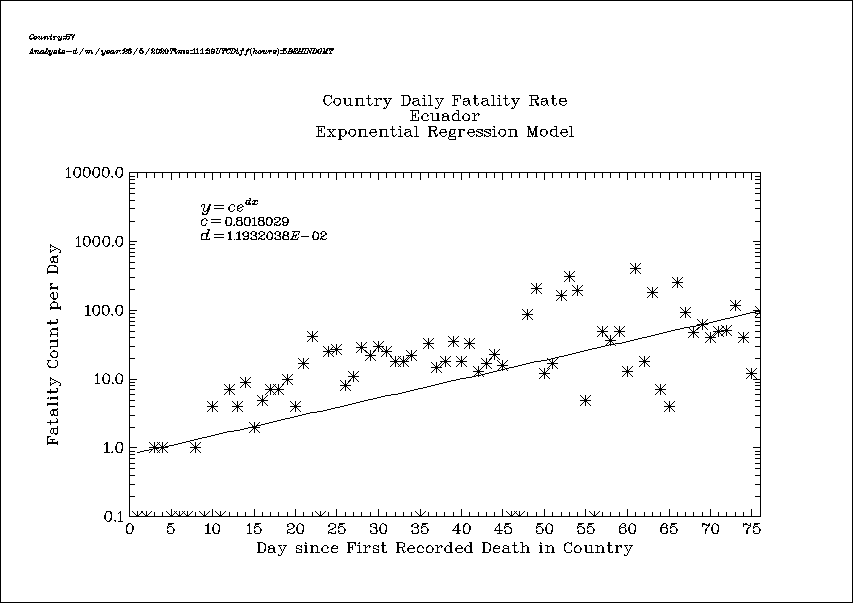 Country:57
Country Daily Fatality Rate
Ecuador
Exponential Regression Model
10000.0
1000.0
100.0
10.0
1.0
0.1
y=ce^dx
c=0.8018029
d=1.1932038E-02
Fatality Count per Day
0 5 10 15 20 25 30 35 40 45 50 55 60 65 70 75
Day since First Recorded Death in Country